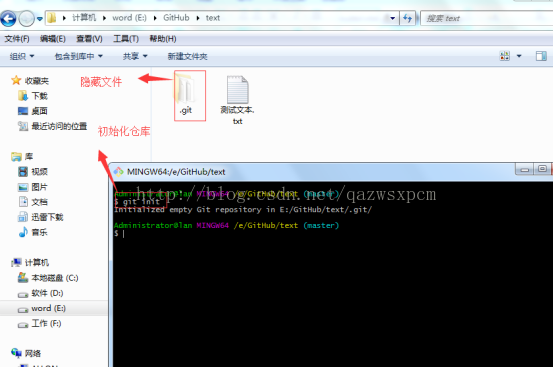 计算机 ▸ word (E:) ▸ GitHub ▸ text
搜索 text
文件(F) 编辑(E) 查看(V) 工具(T) 帮助(H)
组织 包含到库中 共享 新建文件夹
收藏夹
下载
桌面
最近访问的位置
库
视频
图片
文档
迅雷下载
音乐
计算机
本地磁盘 (C:)
软件 (D:)
word (E:)
工作 (F:)
网络
隐藏文件
初始化仓库
.git
测试文本.
txt
MINGW64:/e/GitHub/text
http://blog.csdn.net/qazwsxpcm
Administrator@lan MINGW64 /e/GitHub/text (master)
$ git init
Initialized empty Git repository in E:/GitHub/text/.git/
Administrator@lan MINGW64 /e/GitHub/text (master)
$